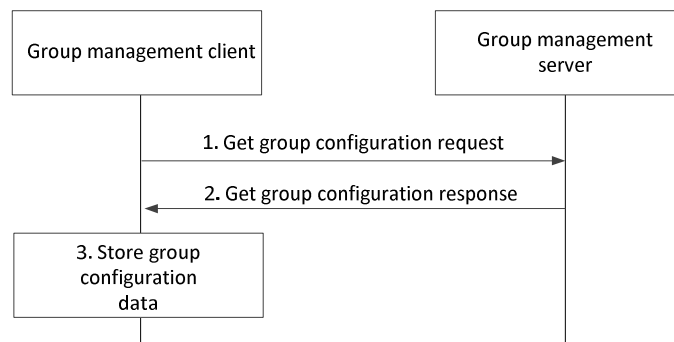 Group management client
Group management
server
1. Get group configuration request
2. Get group configuration response
3. Store group
configuration
data